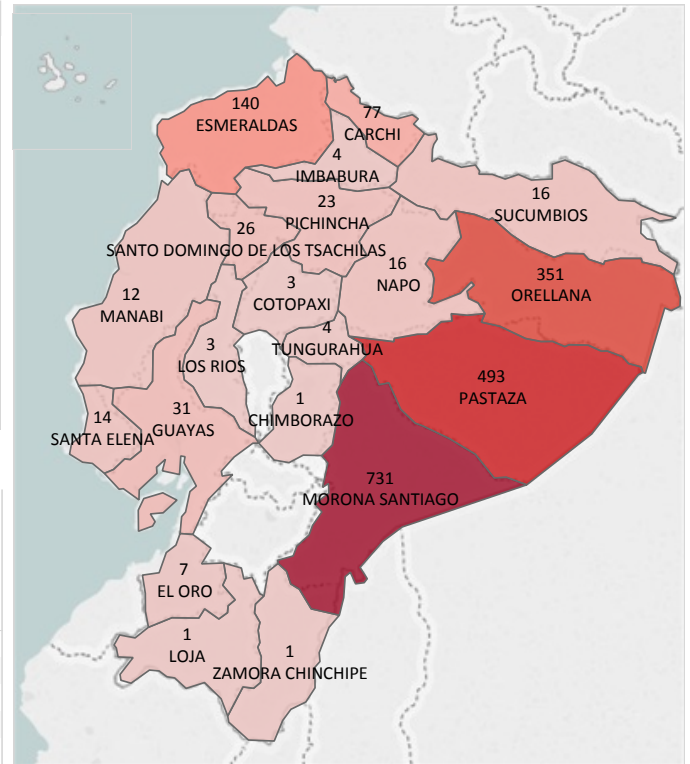 140
ESMERALDAS
77
CARCHI
4
IMBABURA
16
SUCUMBIOS
23
PICHINCHA
26
SANTO DOMINGO DE LOS TSACHILAS
16
NAPO
351
ORELLANA
3
COTOPAXI
12
MANABI
4
TUNGURAHUA
3
LOS RIOS
493
PASTAZA
1
CHIMBORAZO
31
GUAYAS
14
SANTA ELENA
731
MORONA SANTIAGO
7
EL ORO
1
LOJA
1
ZAMORA CHINCHIPE